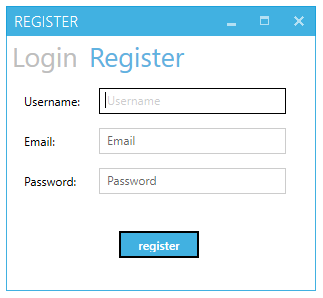 REGISTER
Login Register
Username: Username
Email: Email
Password: Password
register